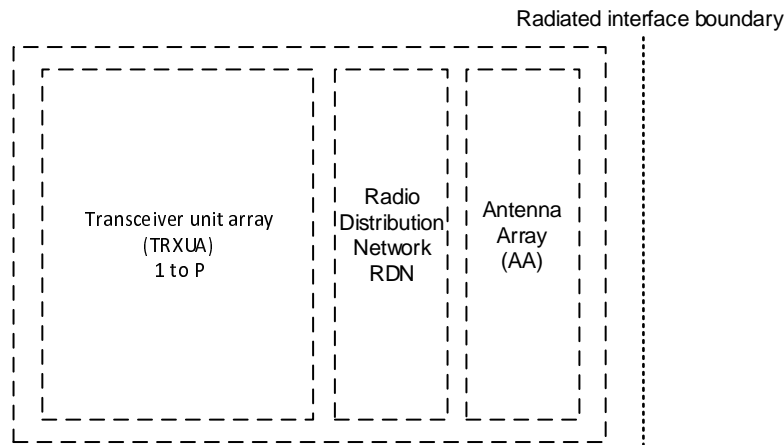 Radiated interface boundary
Transceiver unit array
(TRXUA)
1 to P
Radio
Distribution
Network
RDN
Antenna
Array
(AA)